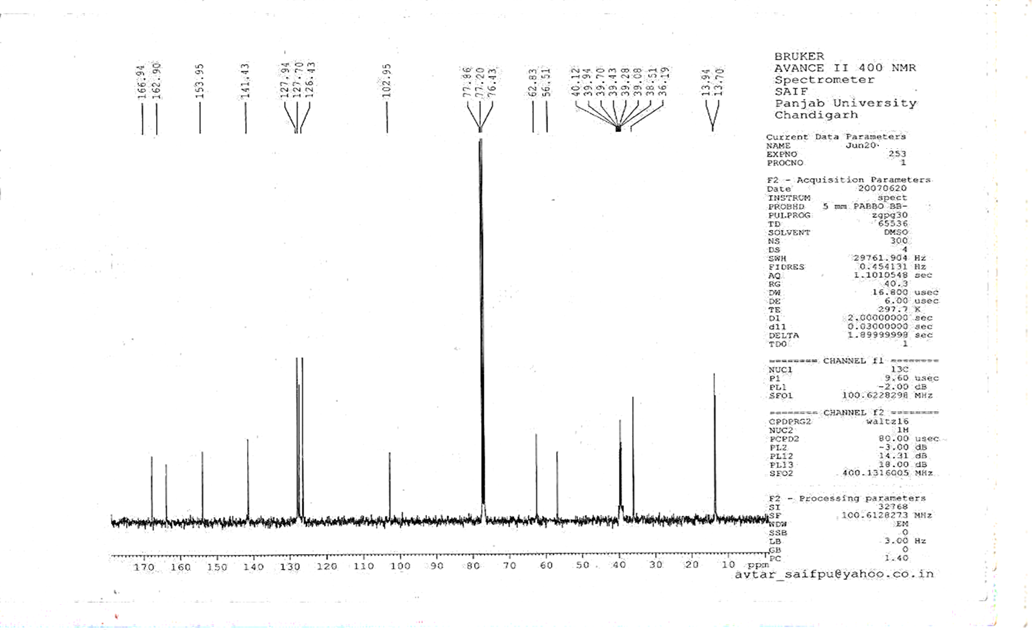 166.94
162.90
153.95
141.43
127.94
127.70
126.43
102.95
77.86
77.20
76.43
62.83
56.51
40.12
39.94
39.70
39.43
39.28
39.08
38.51
36.19
13.94
13.70
BRUKER
AVANCE II 400 NMR
Spectrometer
SAIF
Panjab University
Chandigarh
Current Data Parameters
NAME Jun20-
EXPNO 253
PROCNO 1
F2 - Acquisition Parameters
Date 20070620
INSTRUM spect
PROBHD 5 mm PABBO BB-
PULPROG zgpg30
TD 65536
SOLVENT DMSO
NS 300
DS 4
SWH 29761.904 Hz
FIDRES 0.454131 Hz
AQ 1.1010548 sec
RG 40.3
DW 16.800 usec
DE 6.00 usec
TE 297.7 K
D1 2.00000000 sec
d11 0.03000000 sec
DELTA 1.89999998 sec
TD0 1
======== CHANNEL f1 ========
NUC1 13C
P1 9.60 usec
PL1 -2.00 dB
SFO1 100.6228298 MHz
======== CHANNEL f2 ========
CPDPRG2 waltz16
NUC2 1H
PCPD2 80.00 usec
PL2 -3.00 dB
PL12 14.31 dB
PL13 18.00 dB
SFO2 400.1316005 MHz
F2 - Processing parameters
SI 32768
SF 100.6128273 MHz
WDW EM
SSB 0
LB 3.00 Hz
GB 0
PC 1.40
170 160 150 140 130 120 110 100 90 80 70 60 50 40 30 20 10 ppm
avtar_saifpu@yahoo.co.in